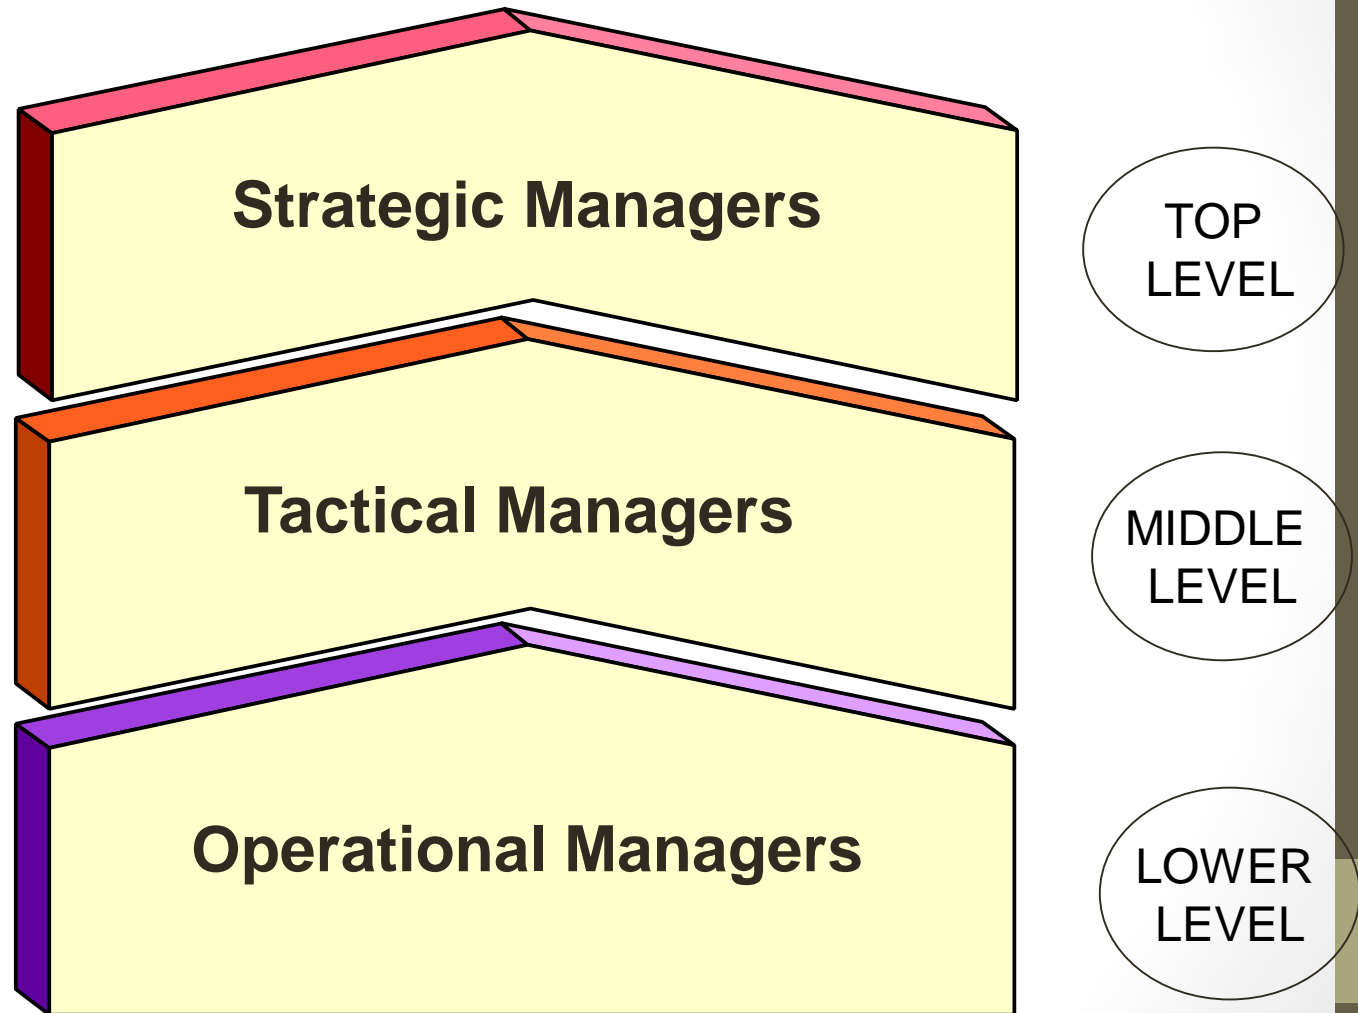 Strategic Managers
TOP
LEVEL
Tactical Managers
MIDDLE
LEVEL
Operational Managers
LOWER
LEVEL